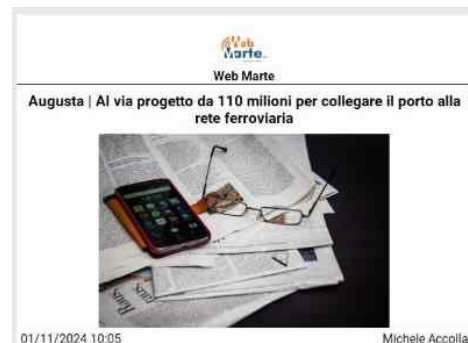 Web
Marte
Web Marte
Augusta | Al via progetto da 110 milioni per collegare il porto alla
rete ferroviaria
01/11/2024 10:05
Michele Accolla